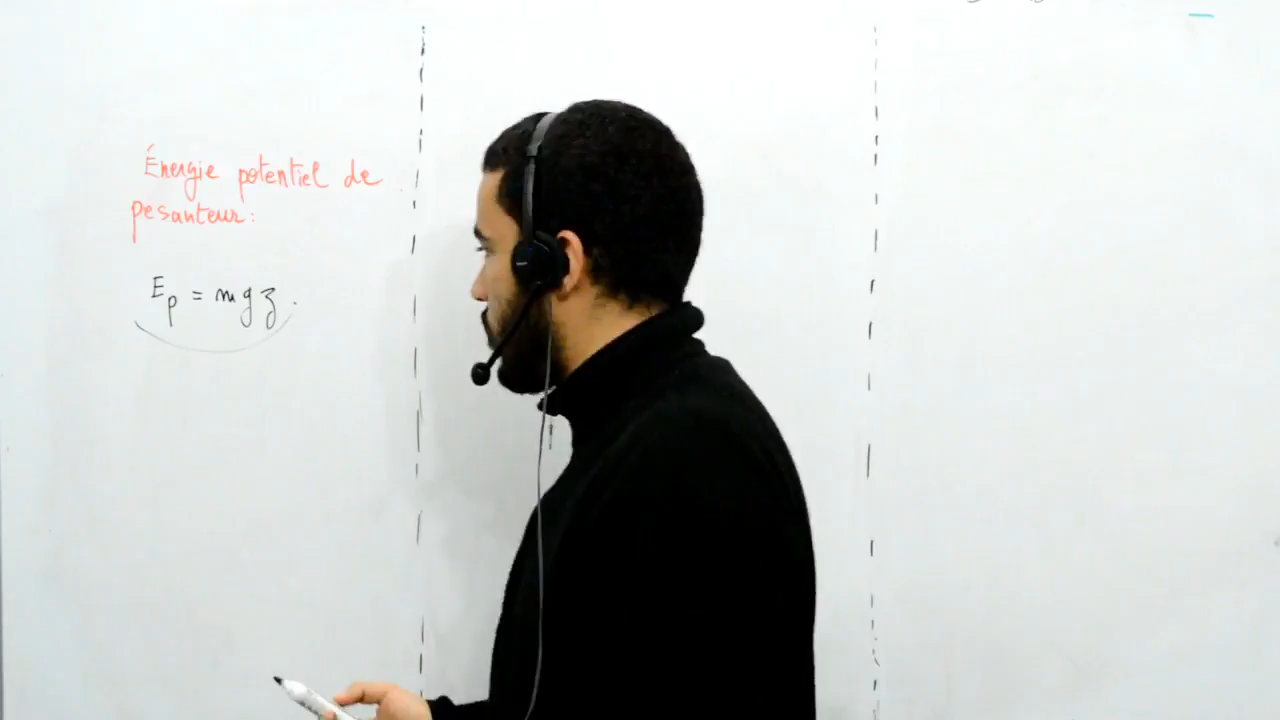 Énergie potentiel de
pesanteur:
Ep = mgz.